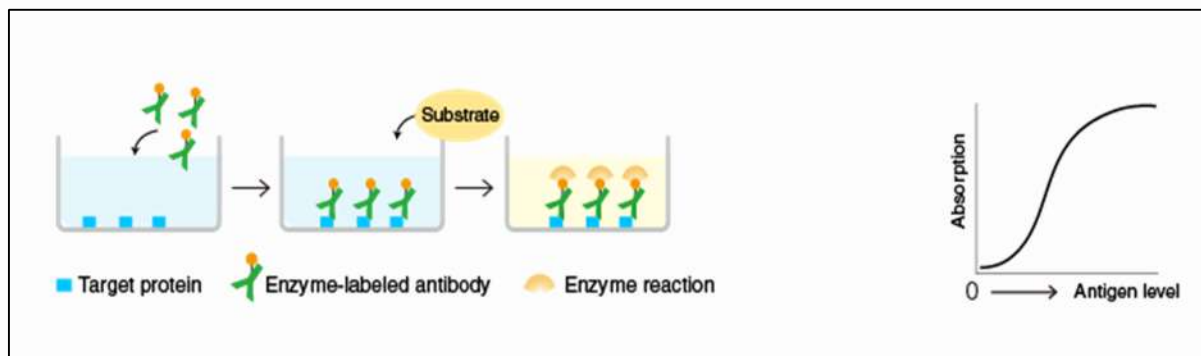 Substrate
Target protein
Enzyme-labeled antibody
Enzyme reaction
Absorption
0
Antigen level